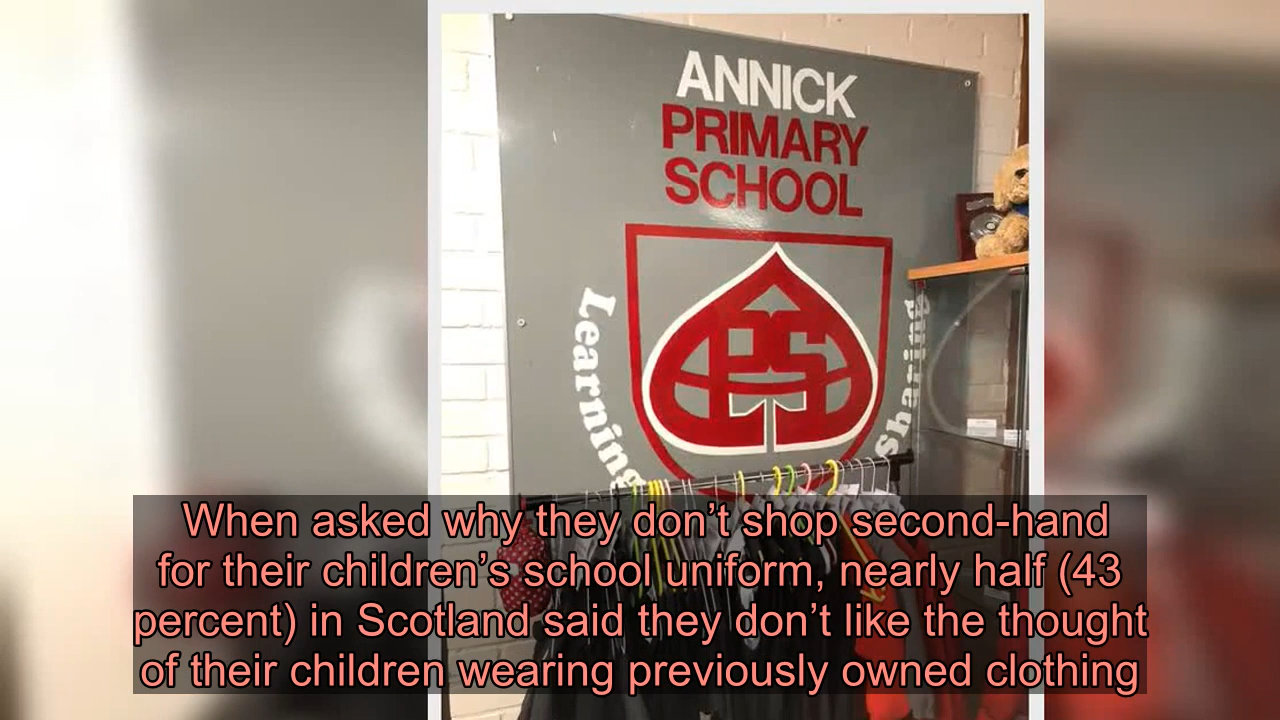 ANNICK
PRIMARY
SCHOOL
Learning
Sharing
APS
When asked why they don’t shop second-hand
for their children’s school uniform, nearly half (43
percent) in Scotland said they don’t like the thought
of their children wearing previously owned clothing